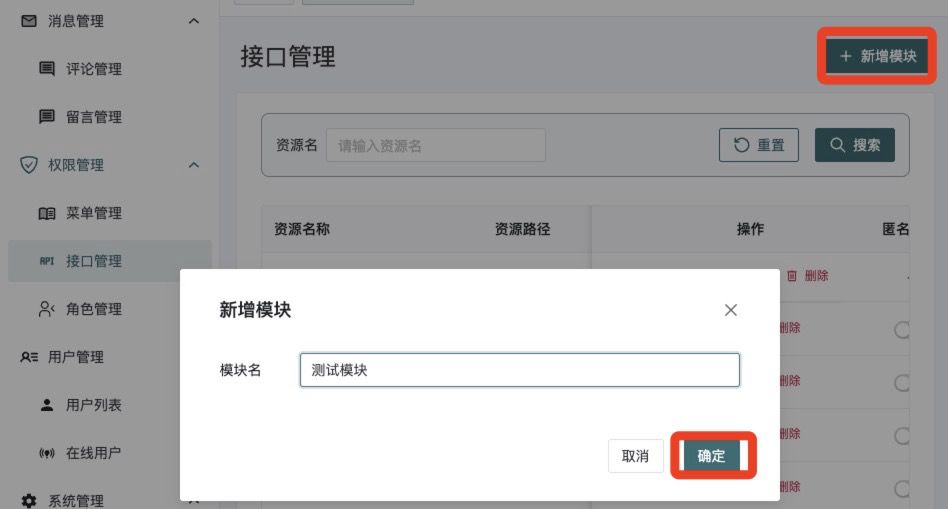 消息管理
接口管理
+ 新增模块
评论管理
留言管理
资源名 请输入资源名 重置 搜索
权限管理
菜单管理
资源名称 资源路径 操作 匿名
API 接口管理
删除
新增模块
角色管理
删除
用户管理
模块名 测试模块
删除
用户列表
删除
在线用户
取消 确定
删除
系统管理